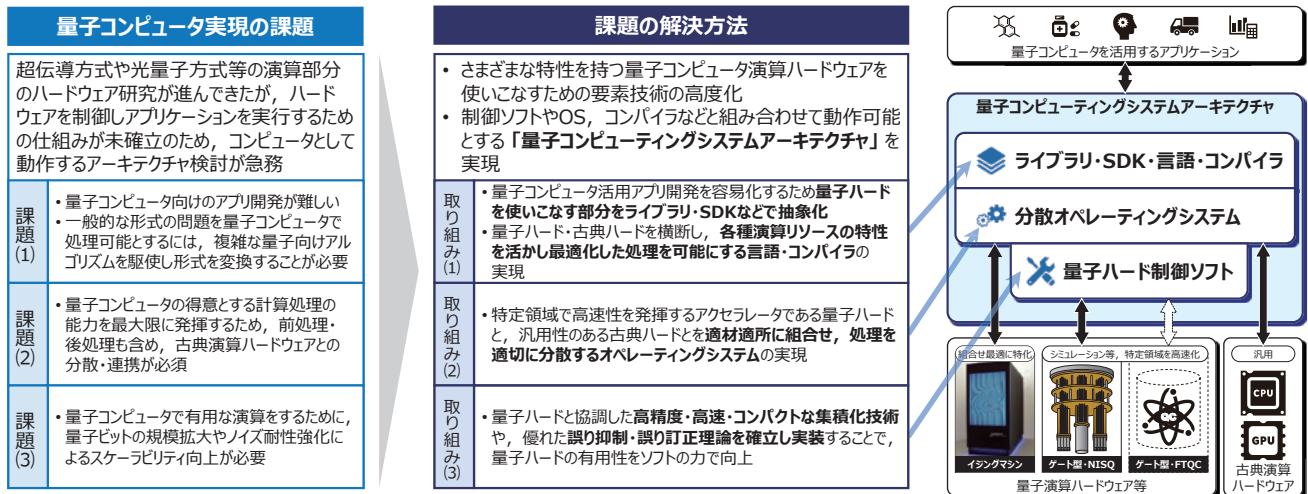 量子コンピュータ実現の課題
超伝導方式や光量子方式等の演算部分
のハードウェア研究が進んできたが，ハード
ウェアを制御しアプリケーションを実行するため
の仕組みが未確立のため，コンピュータとして
動作するアーキテクチャ検討が急務
課題(1)
・量子コンピュータ向けのアプリ開発が難しい
・一般的な形式の問題を量子コンピュータで
処理可能とするには，複雑な量子向けアル
ゴリズムを駆使し形式を変換することが必要
課題(2)
・量子コンピュータの得意とする計算処理の
能力を最大限に発揮するため，前処理・
後処理も含め，古典演算ハードウェアとの
分散・連携が必須
課題(3)
・量子コンピュータで有用な演算をするために，
量子ビットの規模拡大やノイズ耐性強化に
よるスケーラビリティ向上が必要
課題の解決方法
• さまざまな特性を持つ量子コンピュータ演算ハードウェアを
使いこなすための要素技術の高度化
• 制御ソフトやOS，コンパイラなどと組み合わせて動作可能
とする「量子コンピューティングシステムアーキテクチャ」を
実現
取り組み(1)
・量子コンピュータ活用アプリ開発を容易化するため量子ハード
を使いこなす部分をライブラリ・SDKなどで抽象化
・量子ハード・古典ハードを横断し，各種演算リソースの特性
を活かし最適化した処理を可能にする言語・コンパイラの
実現
取り組み(2)
・特定領域で高速性を発揮するアクセラレータである量子ハード
と，汎用性のある古典ハードとを適材適所に組合せ，処理を
適切に分散するオペレーティングシステムの実現
取り組み(3)
・量子ハードと協調した高精度・高速・コンパクトな集積化技術
や，優れた誤り抑制・誤り訂正理論を確立し実装することで，
量子ハードの有用性をソフトの力で向上
量子コンピュータを活用するアプリケーション
量子コンピューティングシステムアーキテクチャ
ライブラリ・SDK・言語・コンパイラ
分散オペレーティングシステム
量子ハード制御ソフト
組合せ最適に特化
シミュレーション等，特定領域を高速化
汎用
CPU
GPU
イジングマシン
ゲート型・NISQ
ゲート型・FTQC
量子演算ハードウェア等
古典演算
ハードウェア